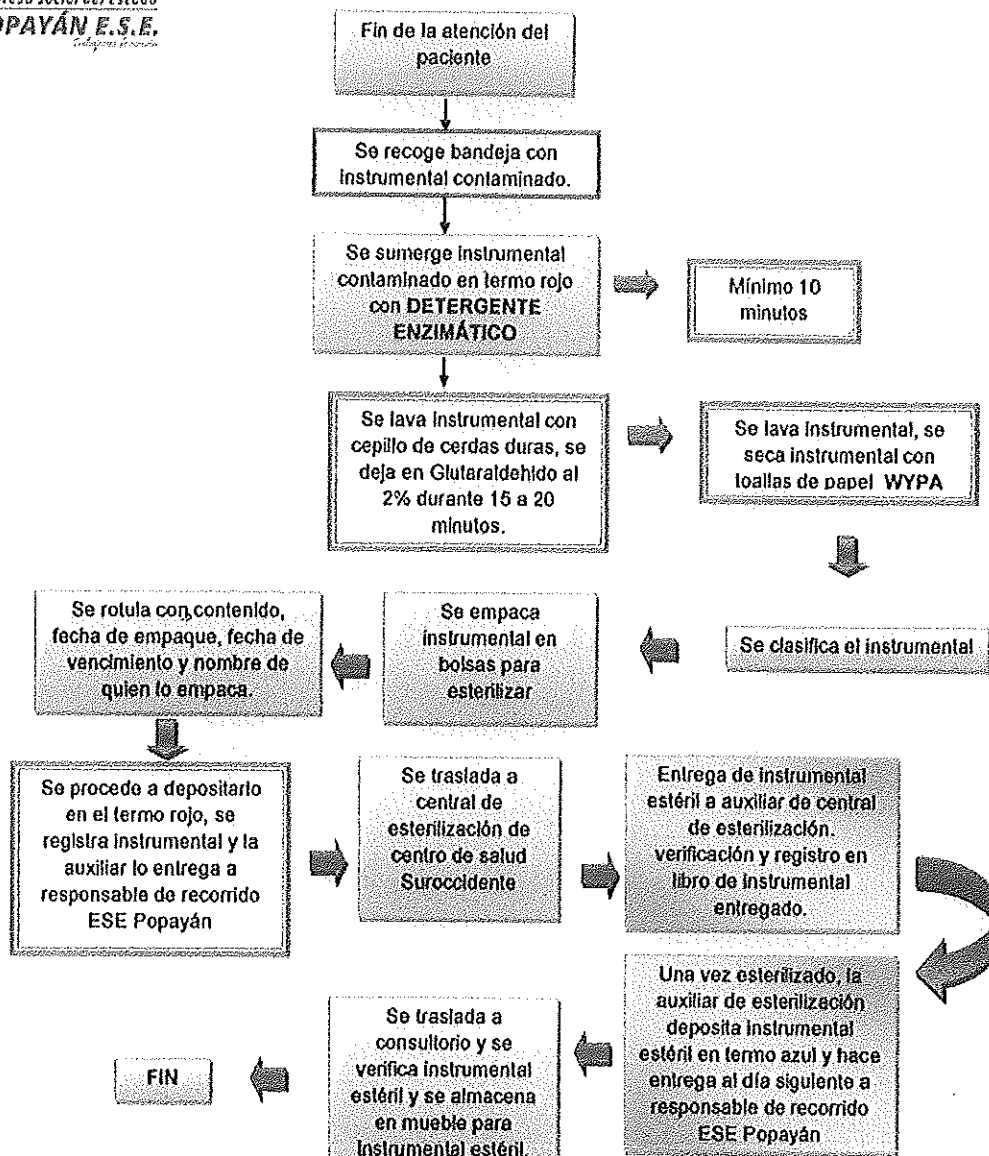 OPAYÁN E.S.E.
Fin de la atención del
paciente
Se recoge bandeja con
instrumental contaminado.
Se sumerge instrumental
contaminado en termo rojo
con DETERGENTE
ENZIMÁTICO
Mínimo 10
minutos
Se lava instrumental con
cepillo de cerdas duras, se
deja en Glutaraldehido al
2% durante 15 a 20
minutos.
Se lava instrumental, se
seca instrumental con
toallas de papel WYPA
Se clasifica el instrumental
Se empaca
instrumental en
bolsas para
esterilizar
Se rotula con contenido,
fecha de empaque, fecha de
vencimiento y nombre de
quien lo empaca.
Se procede a depositarlo
en el termo rojo, se
registra instrumental y la
auxiliar lo entrega a
responsable de recorrido
ESE Popayán
Se traslada a
central de
esterilización de
centro de salud
Suroccidente
Entrega de instrumental
estéril a auxiliar de central
de esterilización.
verificación y registro en
libro de instrumental
entregado.
Una vez esterilizado, la
auxiliar de esterilización
deposita instrumental
estéril en termo azul y hace
entrega al día siguiente a
responsable de recorrido
ESE Popayán
Se traslada a
consultorio y se
verifica instrumental
estéril y se almacena
en mueble para
instrumental estéril.
FIN